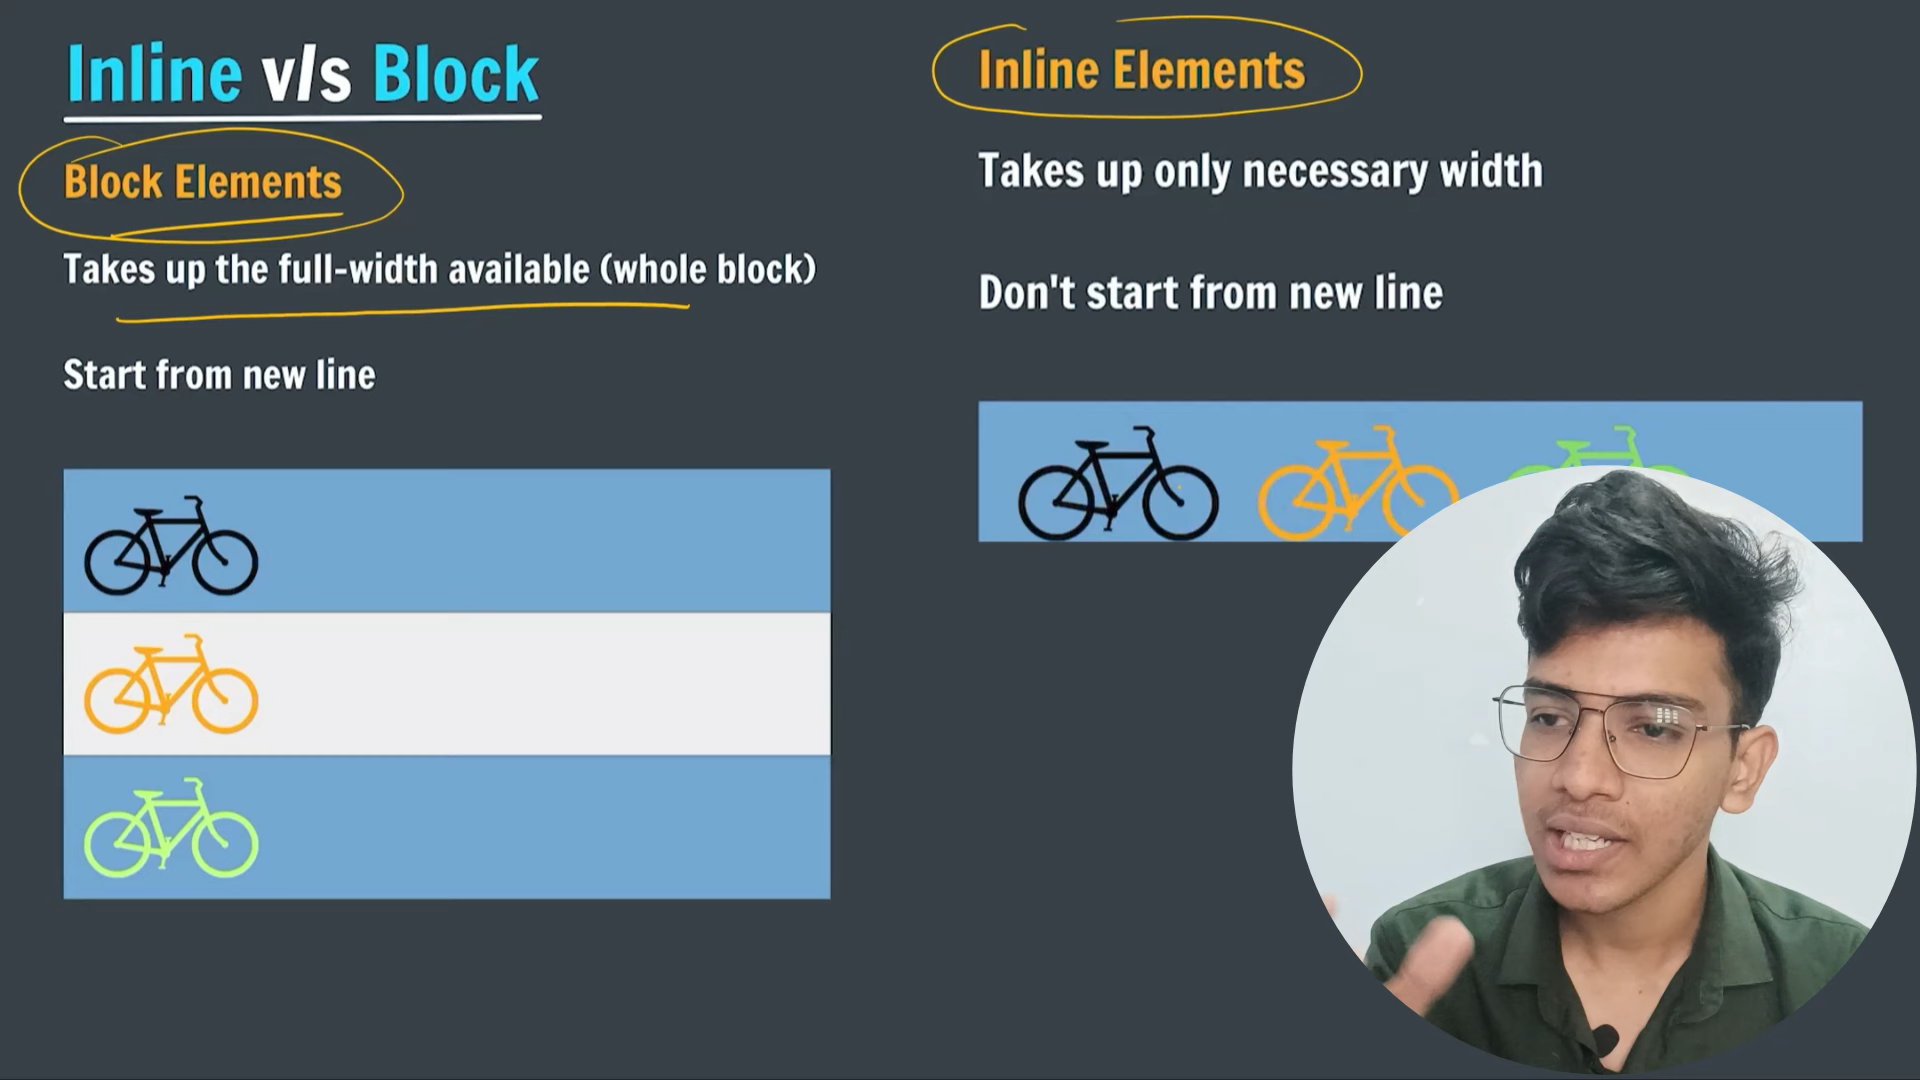 Inline v/s Block
Block Elements
Takes up the full-width available (whole block)
Start from new line
Inline Elements
Takes up only necessary width
Don't start from new line